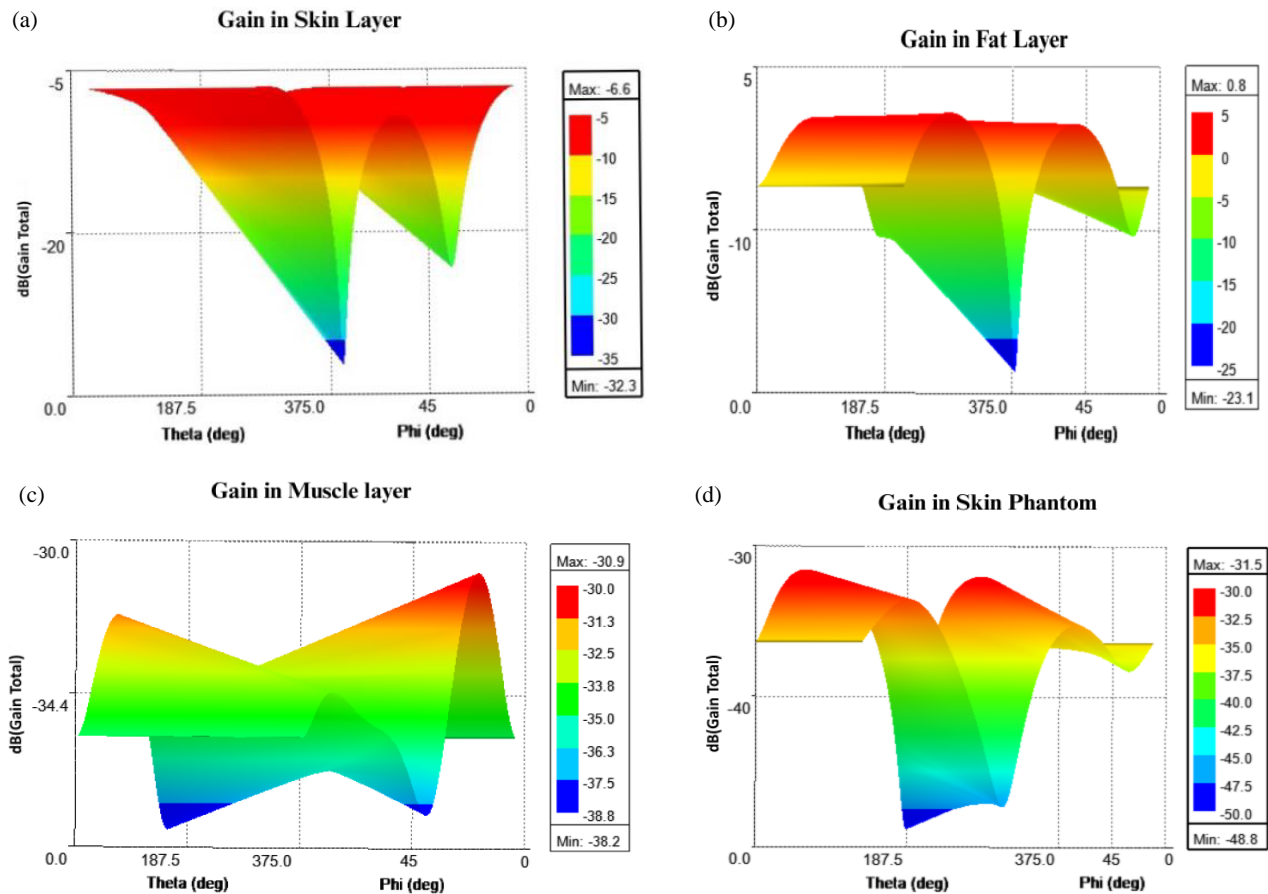 (a)
Gain in Skin Layer
-5
-20
dB(Gain Total)
0.0
187.5
375.0
45
0
Theta (deg)
Phi (deg)
Max: -6.6
-5
-10
-15
-20
-25
-30
-35
Min: -32.3
(b)
Gain in Fat Layer
5
-10
dB(Gain Total)
0.0
187.5
375.0
45
0
Theta (deg)
Phi (deg)
Max: 0.8
5
0
-5
-10
-15
-20
-25
Min: -23.1
(c)
Gain in Muscle layer
-30.0
-34.4
dB(Gain Total)
0.0
187.5
375.0
45
0
Theta (deg)
Phi (deg)
Max: -30.9
-30.0
-31.3
-32.5
-33.8
-35.0
-36.3
-37.5
-38.8
Min: -38.2
(d)
Gain in Skin Phantom
-30
-40
dB(Gain Total)
0.0
187.5
375.0
45
0
Theta (deg)
Phi (deg)
Max: -31.5
-30.0
-32.5
-35.0
-37.5
-40.0
-42.5
-45.0
-47.5
-50.0
Min: -48.8